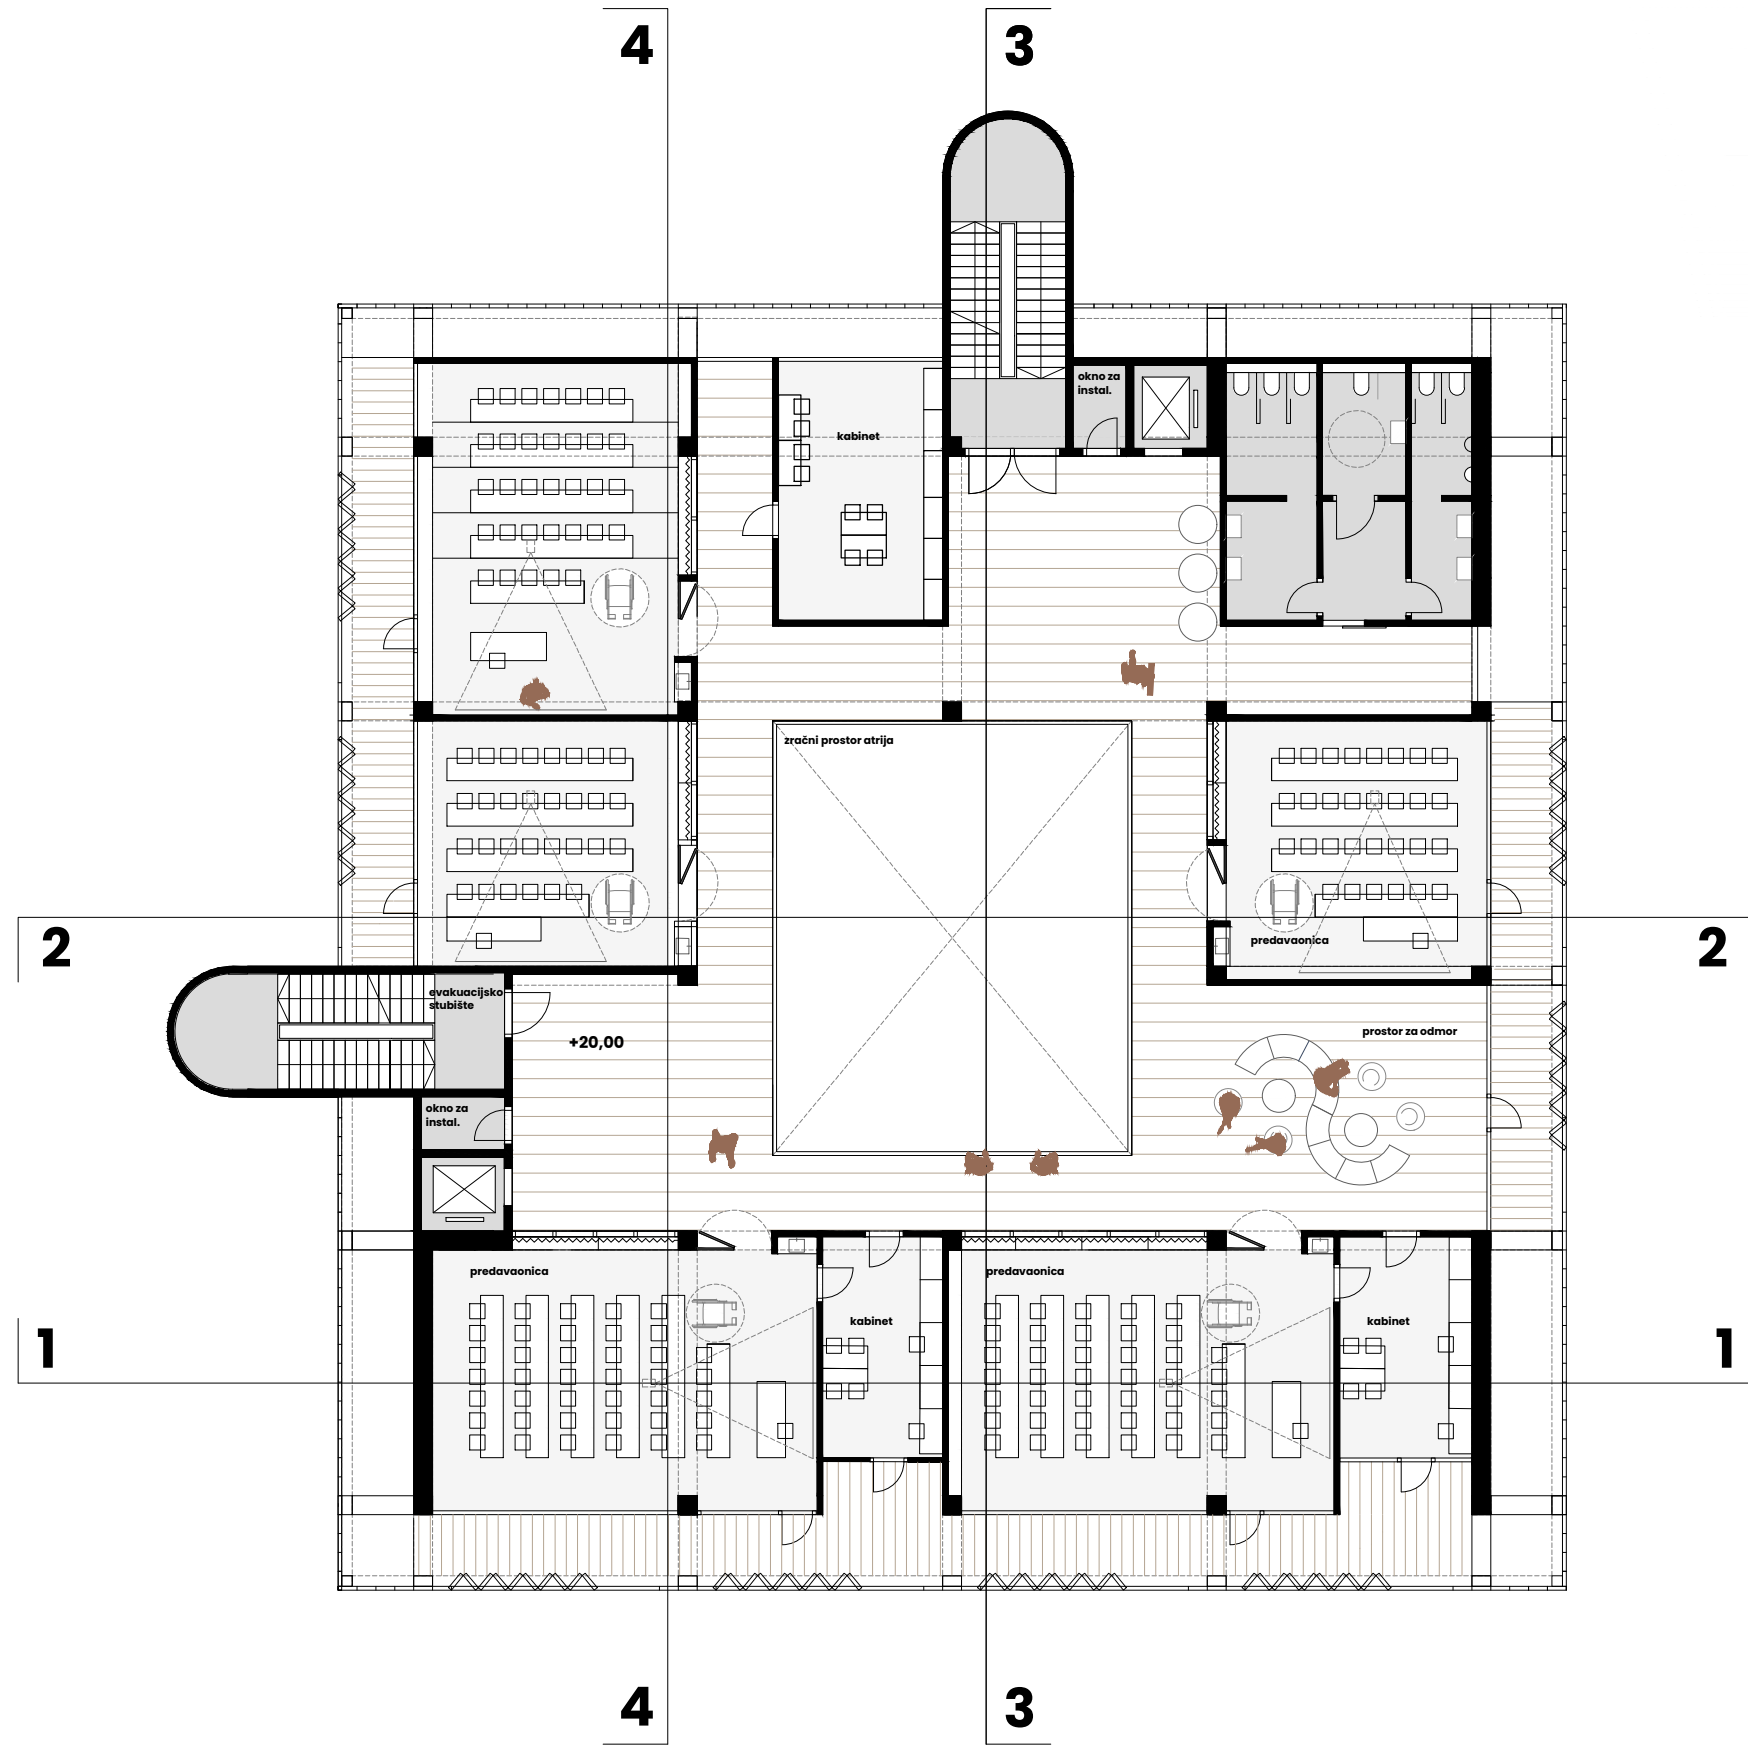 4
3
okno za
instal.
kabinet
zračni prostor atrija
predavaonica
2
2
evakuacijsko
stubište
+20,00
prostor za odmor
okno za
instal.
predavaonica
predavaonica
kabinet
kabinet
1
1
4
3